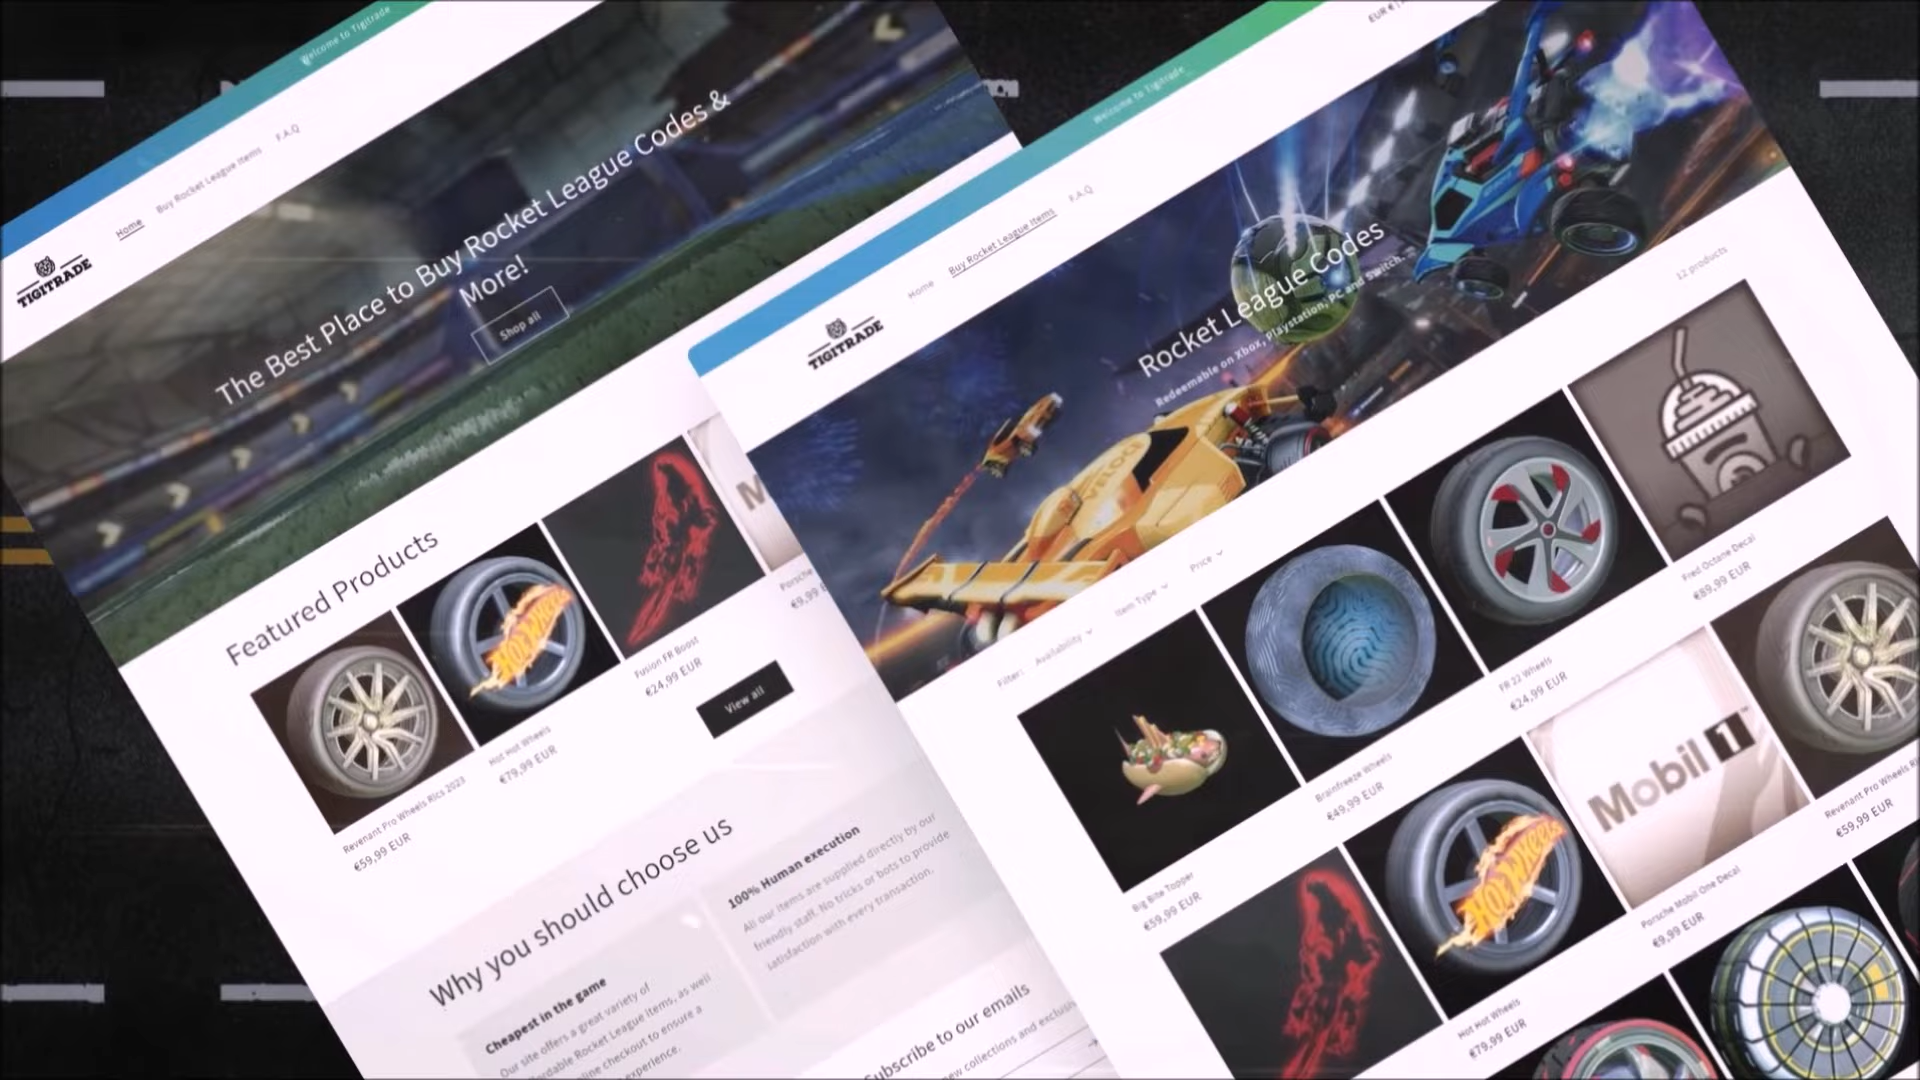 Welcome to Tigitrade
TIGITRADE
Home
Buy Rocket League Items
F.A.Q
The Best Place to Buy Rocket League Codes &
More!
Shop all
Featured Products
Revenant Pro Wheels Rlcs 2023
€59,99 EUR
Hot Hot Wheels
€79,99 EUR
Fusion FR Boost
€24,99 EUR
M
Porsche
€9,99 E
View all
Why you should choose us
Cheapest in the game
Our site offers a great variety of
fordable Rocket League items, as well
line checkout to ensure a
experience.
100% Human execution
All our items are supplied directly by our
friendly staff. No tricks or bots to provide
satisfaction with every transaction.
Subscribe to our emails
new collections and exclusiv
EUR €
Welcome to Tigitrade
TIGITRADE
Home
Buy Rocket League Items
F.A.Q
Rocket League Codes
Redeemable on Xbox, Playstation, PC and Switch.
VELOCE
12 products
Filter:
Availability
Item Type
Price
Big Bite Topper
€59,99 EUR
Brainfreeze Wheels
€49,99 EUR
FR 22 Wheels
€24,99 EUR
Fred Octane Decal
€89,99 EUR
HOT WHEELS
Hot Hot Wheels
€79,99 EUR
Mobil 1
Porsche Mobil One Decal
€9,99 EUR
Revenant Pro Wheels Rl
€59,99 EUR